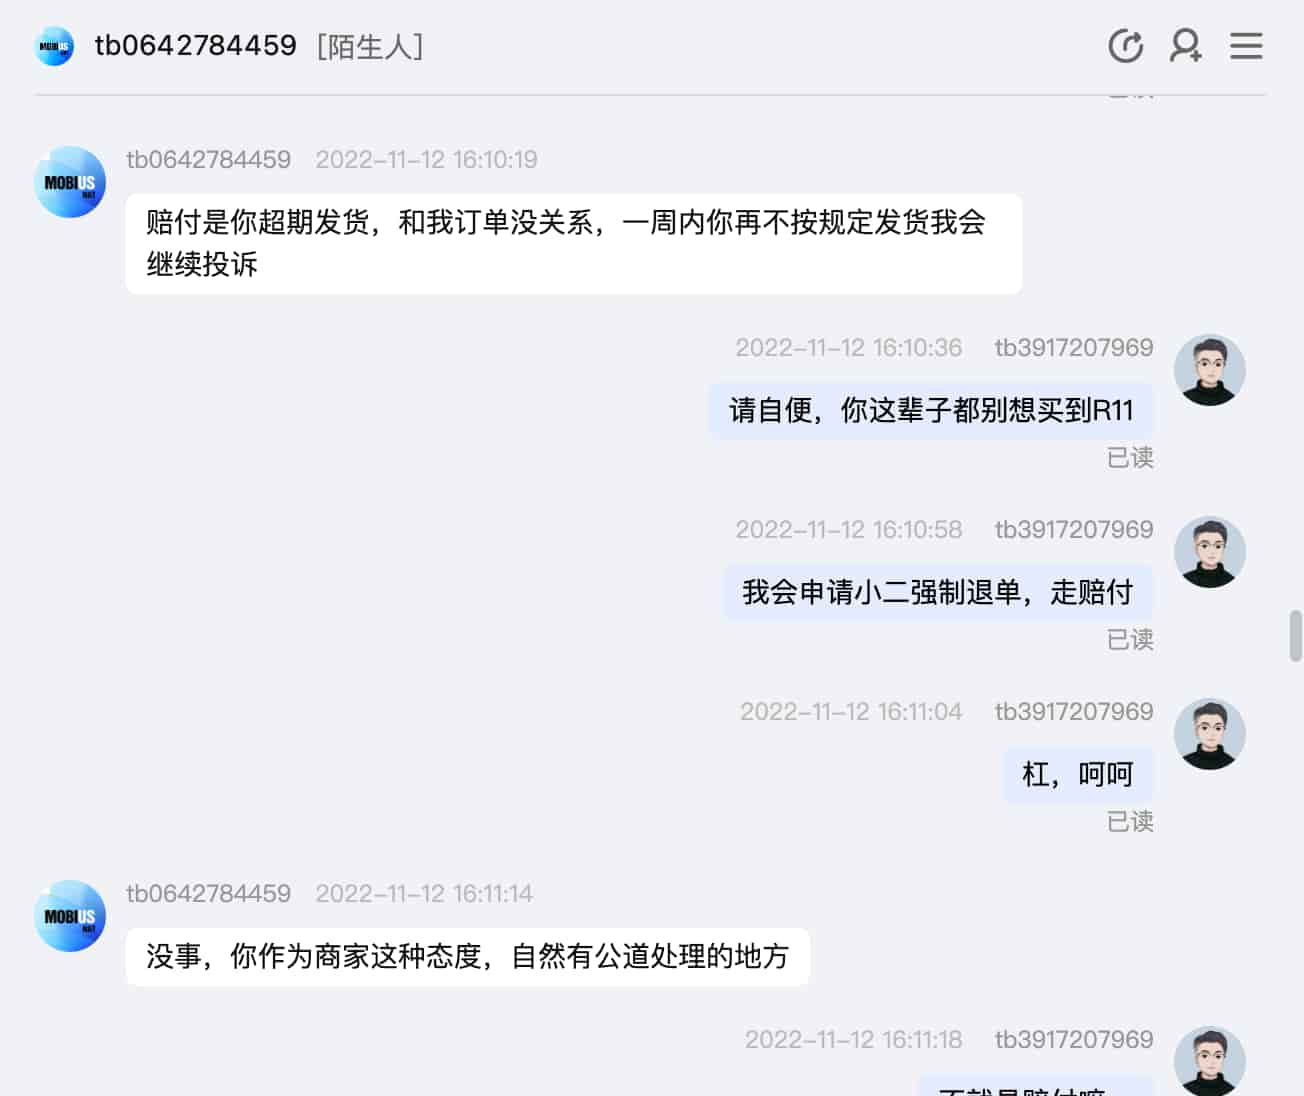 tb0642784459 [陌生人]
tb0642784459 2022-11-12 16:10:19
MOBIUS
赔付是你超期发货，和我订单没关系，一周内你再不按规定发货我会
继续投诉
2022-11-12 16:10:36 tb3917207969
请自便，你这辈子都别想买到R11
已读
2022-11-12 16:10:58 tb3917207969
我会申请小二强制退单，走赔付
已读
2022-11-12 16:11:04 tb3917207969
杠，呵呵
已读
tb0642784459 2022-11-12 16:11:14
MOBIUS
没事，你作为商家这种态度，自然有公道处理的地方
2022-11-12 16:11:18 tb3917207969